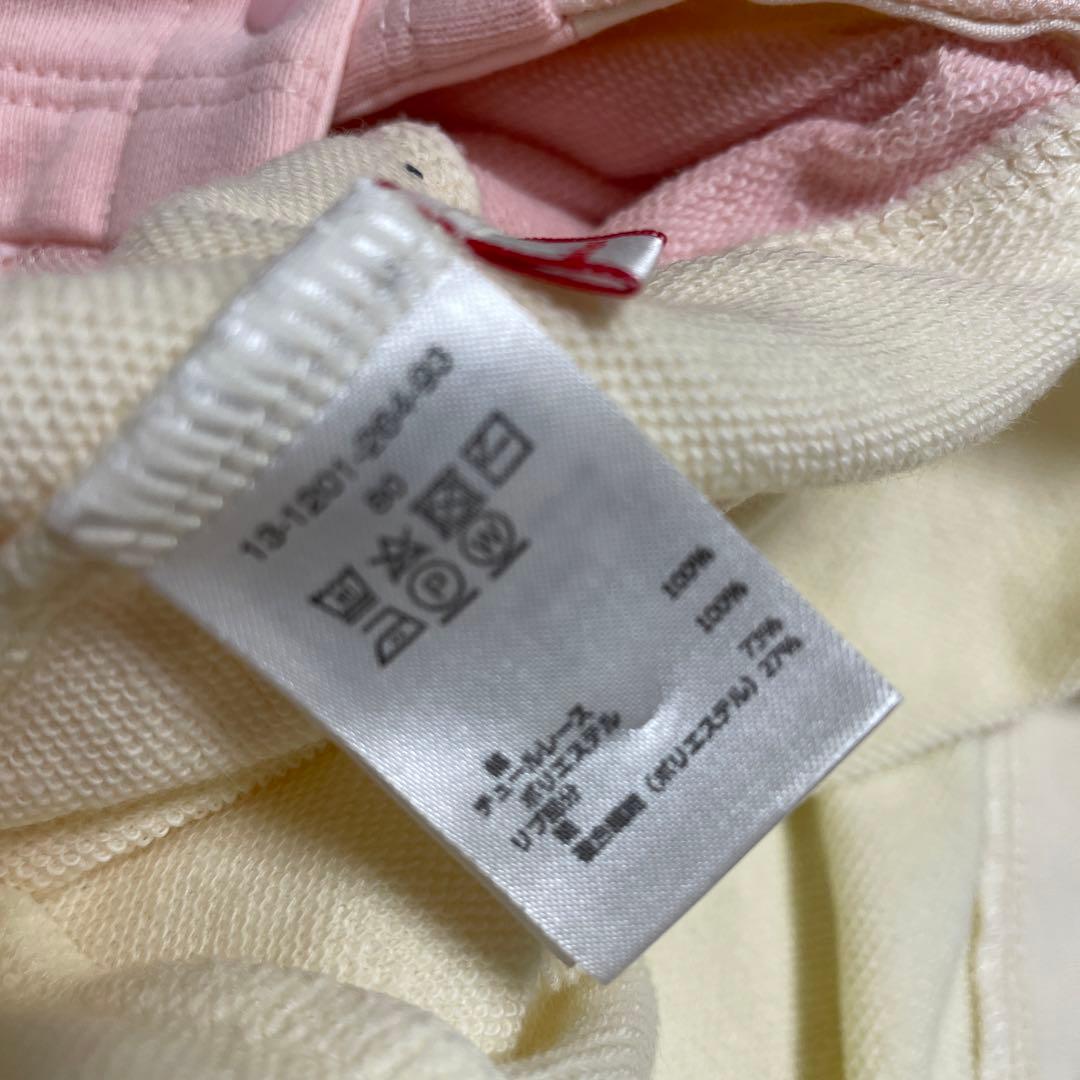 13-1201-204-93
80
綿 100%
チュールレース
ポリエステル 100%
リブ部分
綿 73%
複合繊維(ポリエステル) 27%